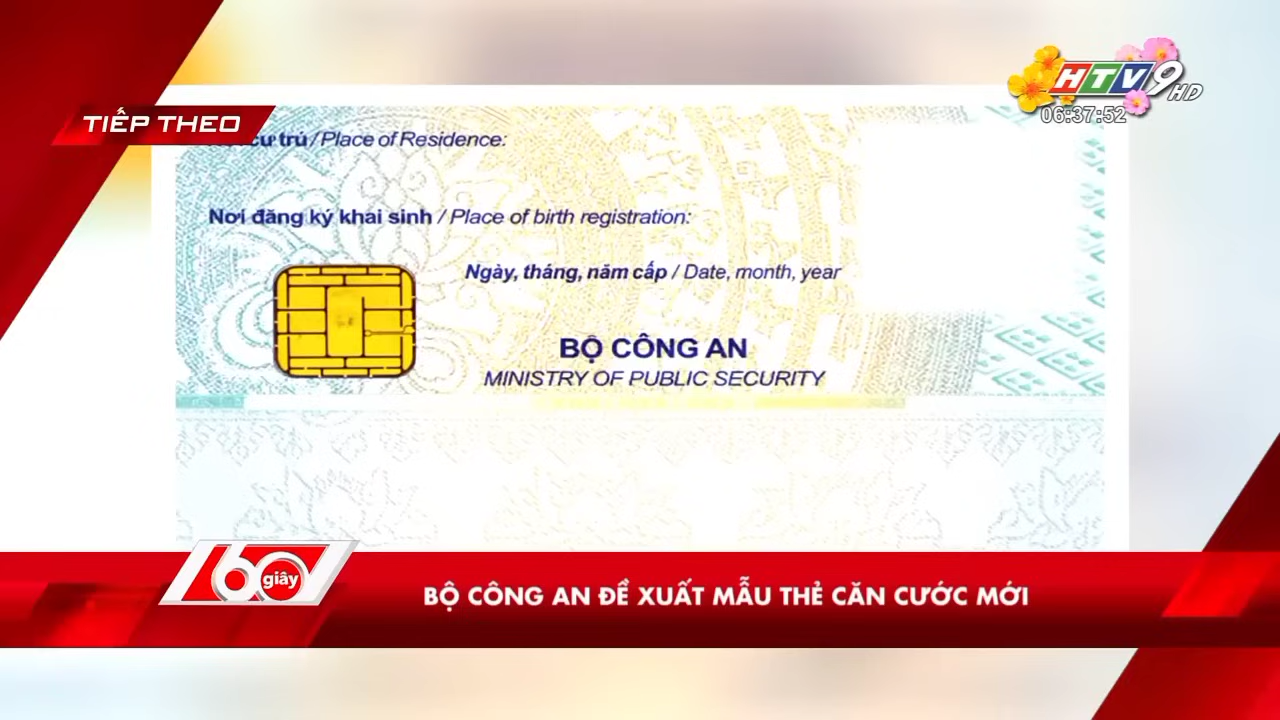 HTV9 HD
06:37:52
TIẾP THEO
cư trú / Place of Residence:
Nơi đăng ký khai sinh / Place of birth registration:
Ngày, tháng, năm cấp / Date, month, year
BỘ CÔNG AN
MINISTRY OF PUBLIC SECURITY
60 giây
BỘ CÔNG AN ĐỀ XUẤT MẪU THẺ CĂN CƯỚC MỚI